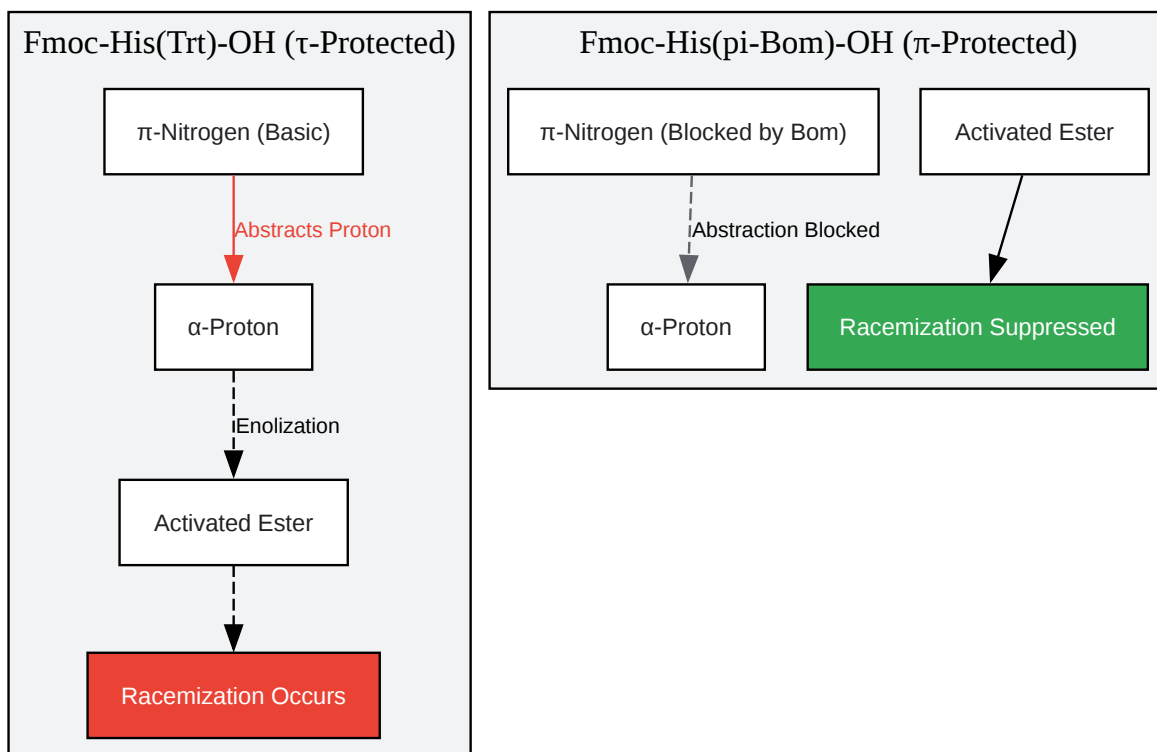 Fmoc-His(Trt)-OH (τ-Protected)
π-Nitrogen (Basic)
Abstracts Proton
α-Proton
Enolization
Activated Ester
Racemization Occurs
Fmoc-His(pi-Bom)-OH (π-Protected)
π-Nitrogen (Blocked by Bom)
Activated Ester
Abstraction Blocked
α-Proton
Racemization Suppressed